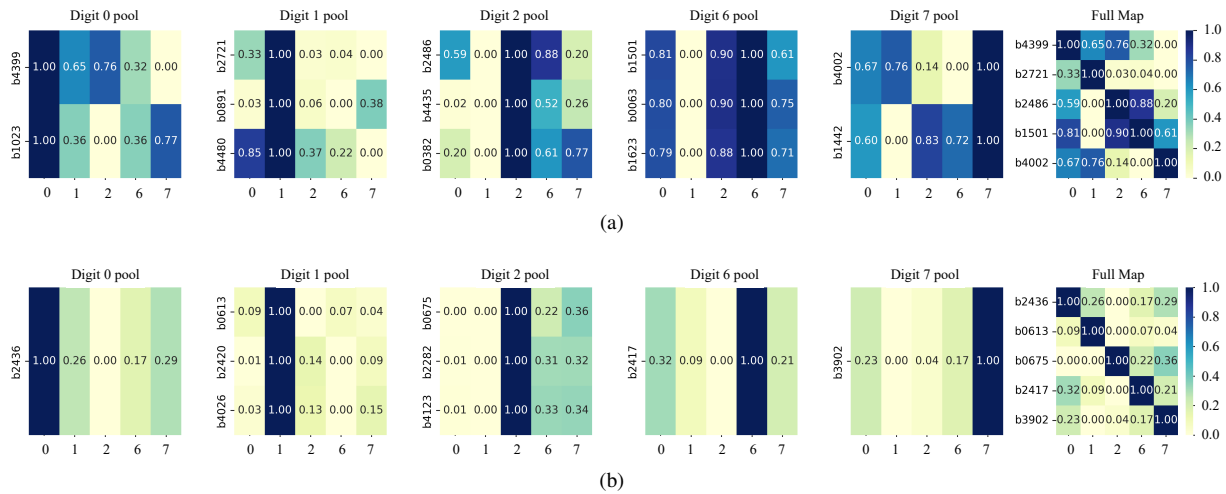 Digit 0 pool Digit 1 pool Digit 2 pool Digit 6 pool Digit 7 pool Full Map
b4399 1.00 0.65 0.76 0.32 0.00
b1023 1.00 0.36 0.00 0.36 0.77
0 1 2 6 7
b2721 0.33 1.00 0.03 0.04 0.00
b0891 0.03 1.00 0.06 0.00 0.38
b4480 0.85 1.00 0.37 0.22 0.00
0 1 2 6 7
b2486 0.59 0.00 1.00 0.88 0.20
b4435 0.02 0.00 1.00 0.52 0.26
b0382 0.20 0.00 1.00 0.61 0.77
0 1 2 6 7
b1501 0.81 0.00 0.90 1.00 0.61
b0063 0.80 0.00 0.90 1.00 0.75
b1623 0.79 0.00 0.88 1.00 0.71
0 1 2 6 7
b4002 0.67 0.76 0.14 0.00 1.00
b1442 0.60 0.00 0.83 0.72 1.00
0 1 2 6 7
b4399 1.00 0.65 0.76 0.32 0.00
b2721 0.33 1.00 0.03 0.04 0.00
b2486 0.59 0.00 1.00 0.88 0.20
b1501 0.81 0.00 0.90 1.00 0.61
b4002 0.67 0.76 0.14 0.00 1.00
0 1 2 6 7
1.0
0.8
0.6
0.4
0.2
0.0
(a)
Digit 0 pool Digit 1 pool Digit 2 pool Digit 6 pool Digit 7 pool Full Map
b2436 1.00 0.26 0.00 0.17 0.29
0 1 2 6 7
b0613 0.09 1.00 0.00 0.07 0.04
b2420 0.01 1.00 0.14 0.00 0.09
b4026 0.03 1.00 0.13 0.00 0.15
0 1 2 6 7
b0675 0.00 0.00 1.00 0.22 0.36
b2282 0.01 0.00 1.00 0.31 0.32
b4123 0.01 0.00 1.00 0.33 0.34
0 1 2 6 7
b2417 0.32 0.09 0.00 1.00 0.21
0 1 2 6 7
b3902 0.23 0.00 0.04 0.17 1.00
0 1 2 6 7
b2436 1.00 0.26 0.00 0.17 0.29
b0613 0.09 1.00 0.00 0.07 0.04
b0675 0.00 0.00 1.00 0.22 0.36
b2417 0.32 0.09 0.00 1.00 0.21
b3902 0.23 0.00 0.04 0.17 1.00
0 1 2 6 7
1.0
0.8
0.6
0.4
0.2
0.0
(b)